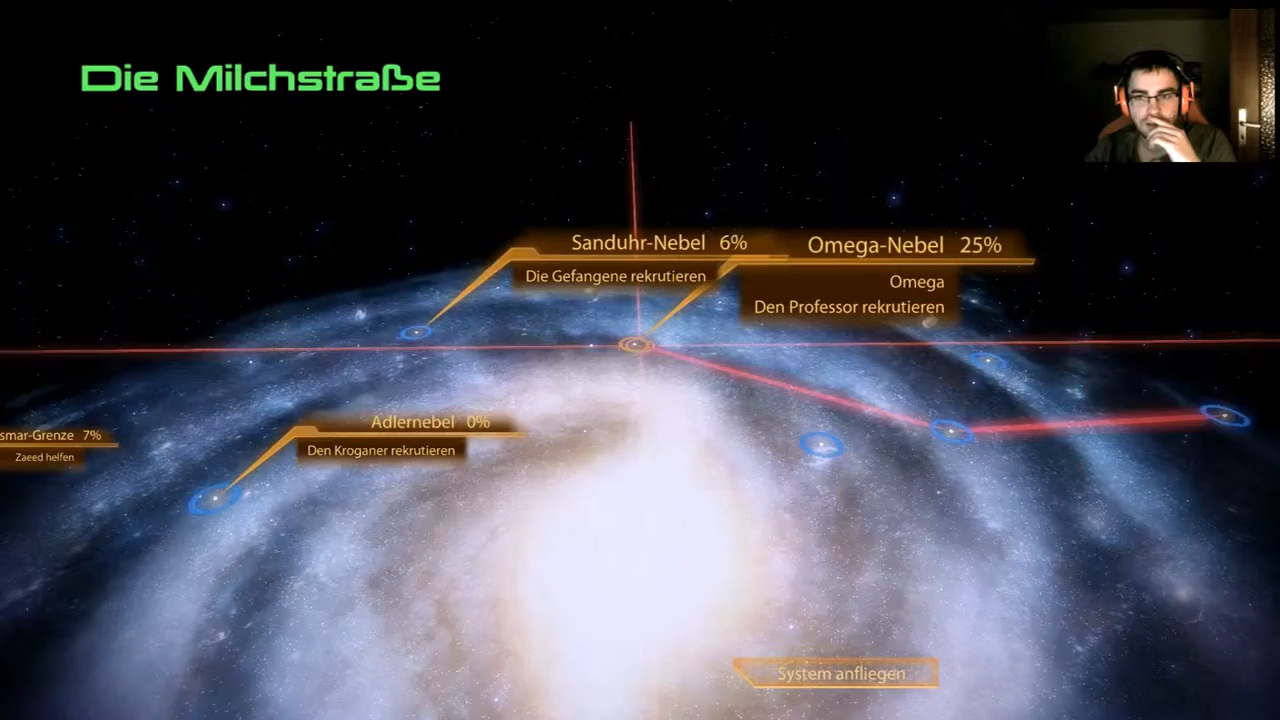 Die Milchstraße
Sanduhr-Nebel 6%
Die Gefangene rekrutieren
Omega-Nebel 25%
Omega
Den Professor rekrutieren
Adlernebel 0%
Den Kroganer rekrutieren
smar-Grenze 7%
Zaeed helfen
System anfliegen